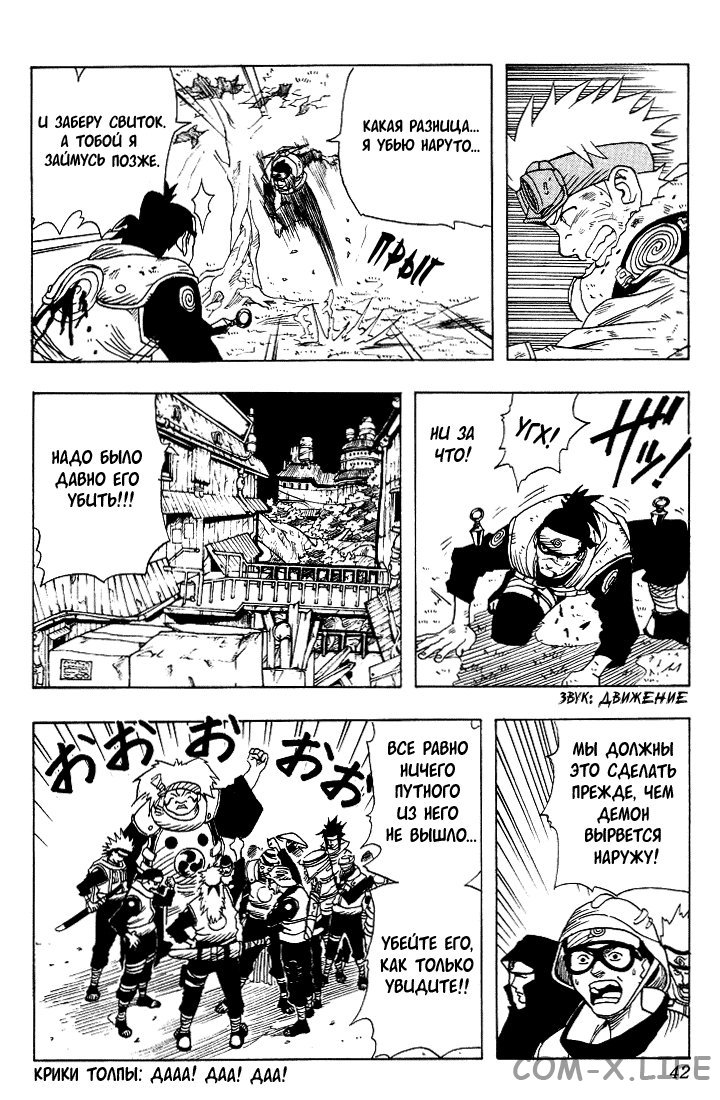 И ЗАБЕРУ СВИТОК.
А ТОБОЙ Я
ЗАЙМУСЬ ПОЗЖЕ.
КАКАЯ РАЗНИЦА...
Я УБЬЮ НАРУТО...
ПРЫГ
НАДО БЫЛО
ДАВНО ЕГО
УБИТЬ!!!
НИ ЗА
ЧТО!
УГХ!
ザッ!
ЗВУК: ДВИЖЕНИЕ
おおおお
ВСЕ РАВНО
НИЧЕГО
ПУТНОГО
ИЗ НЕГО
НЕ ВЫШЛО...
УБЕЙТЕ ЕГО,
КАК ТОЛЬКО
УВИДИТЕ!!
МЫ ДОЛЖНЫ
ЭТО СДЕЛАТЬ
ПРЕЖДЕ, ЧЕМ
ДЕМОН
ВЫРВЕТСЯ
НАРУЖУ!
КРИКИ ТОЛПЫ: ДААА! ДАА! ДАА!
42
COM-X.LIFE